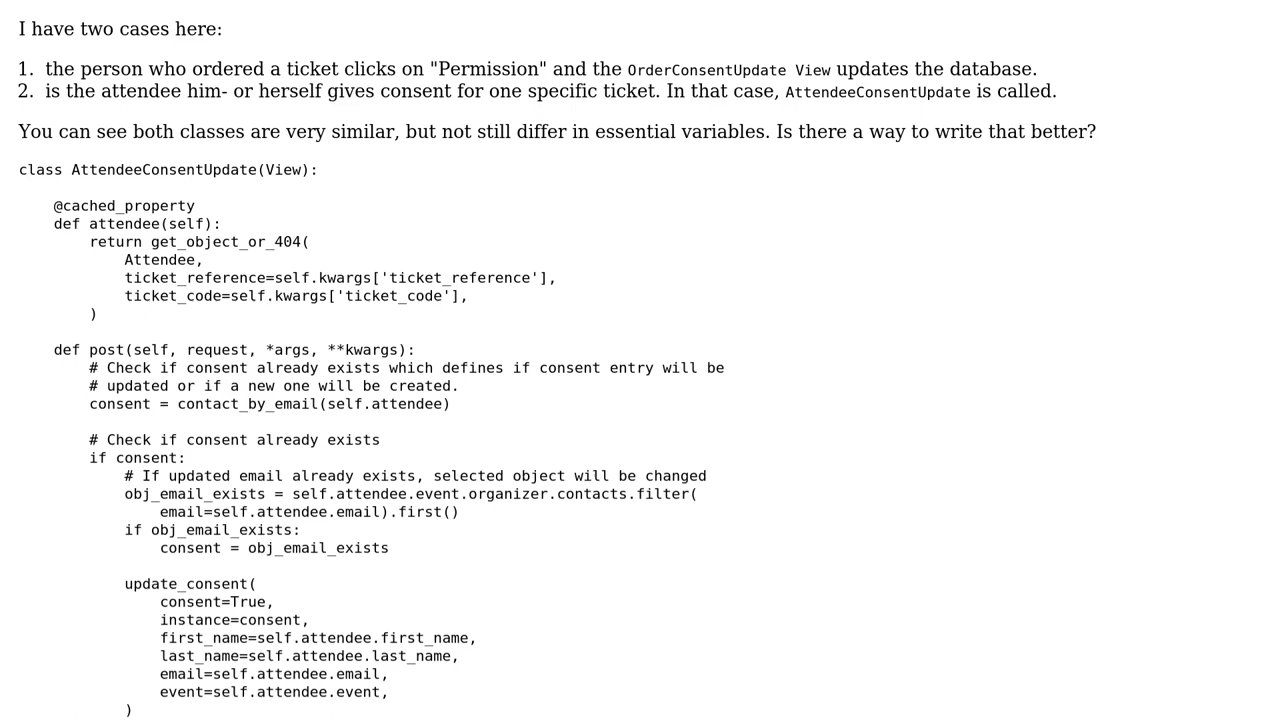 I have two cases here:
1. the person who ordered a ticket clicks on "Permission" and the OrderConsentUpdate View updates the database.
2. is the attendee him- or herself gives consent for one specific ticket. In that case, AttendeeConsentUpdate is called.
You can see both classes are very similar, but not still differ in essential variables. Is there a way to write that better?
class AttendeeConsentUpdate(View):
    @cached_property
    def attendee(self):
        return get_object_or_404(
            Attendee,
            ticket_reference=self.kwargs['ticket_reference'],
            ticket_code=self.kwargs['ticket_code'],
        )
    def post(self, request, *args, **kwargs):
        # Check if consent already exists which defines if consent entry will be
        # updated or if a new one will be created.
        consent = contact_by_email(self.attendee)
        # Check if consent already exists
        if consent:
            # If updated email already exists, selected object will be changed
            obj_email_exists = self.attendee.event.organizer.contacts.filter(
                email=self.attendee.email).first()
            if obj_email_exists:
                consent = obj_email_exists
            update_consent(
                consent=True,
                instance=consent,
                first_name=self.attendee.first_name,
                last_name=self.attendee.last_name,
                email=self.attendee.email,
                event=self.attendee.event,
            )